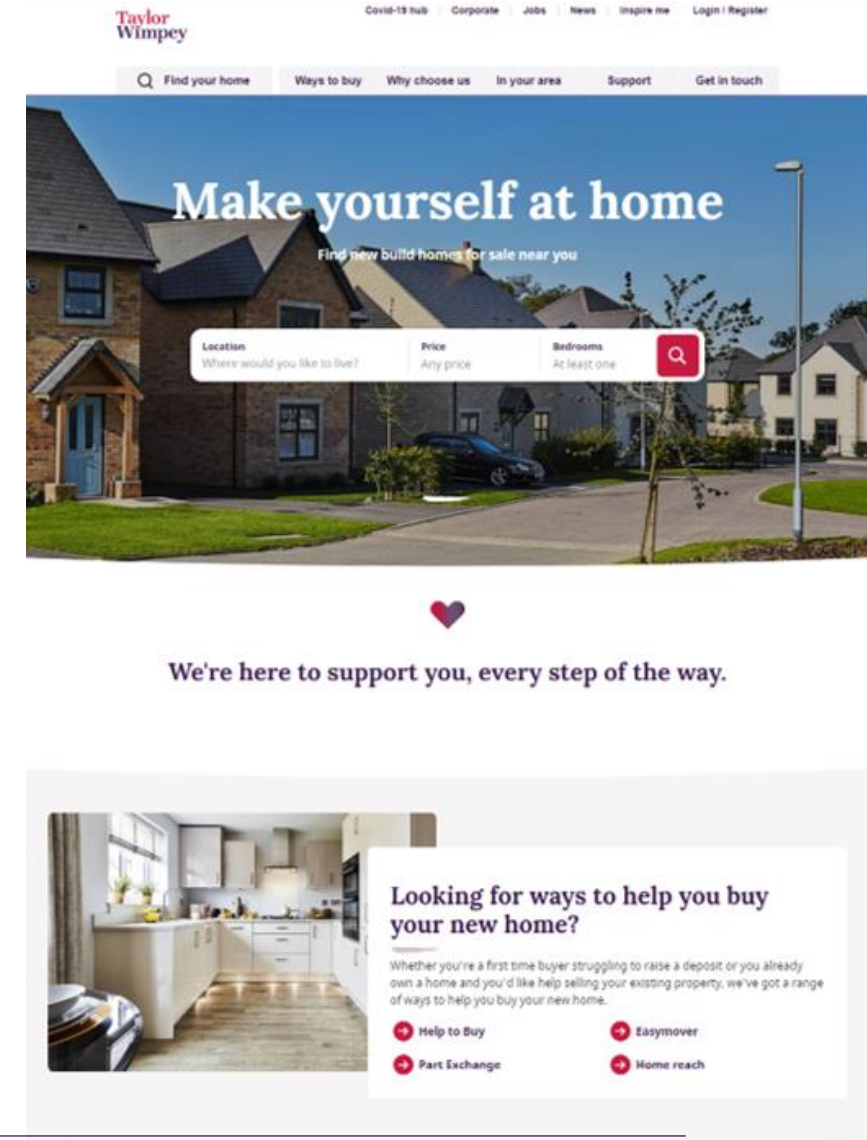 Taylor
Wimpey
Covid-19 hub Corporate Jobs News Inspire me Login / Register
Find your home Ways to buy Why choose us In your area Support Get in touch
Make yourself at home
Find new build homes for sale near you
Location Price Bedrooms
Where would you like to live? Any price At least one
We're here to support you, every step of the way.
Looking for ways to help you buy
your new home?
Whether you're a first time buyer struggling to raise a deposit or you already
own a home and you'd like help selling your existing property, we've got a range
of ways to help you buy your new home.
Help to Buy Easymover
Part Exchange Home reach